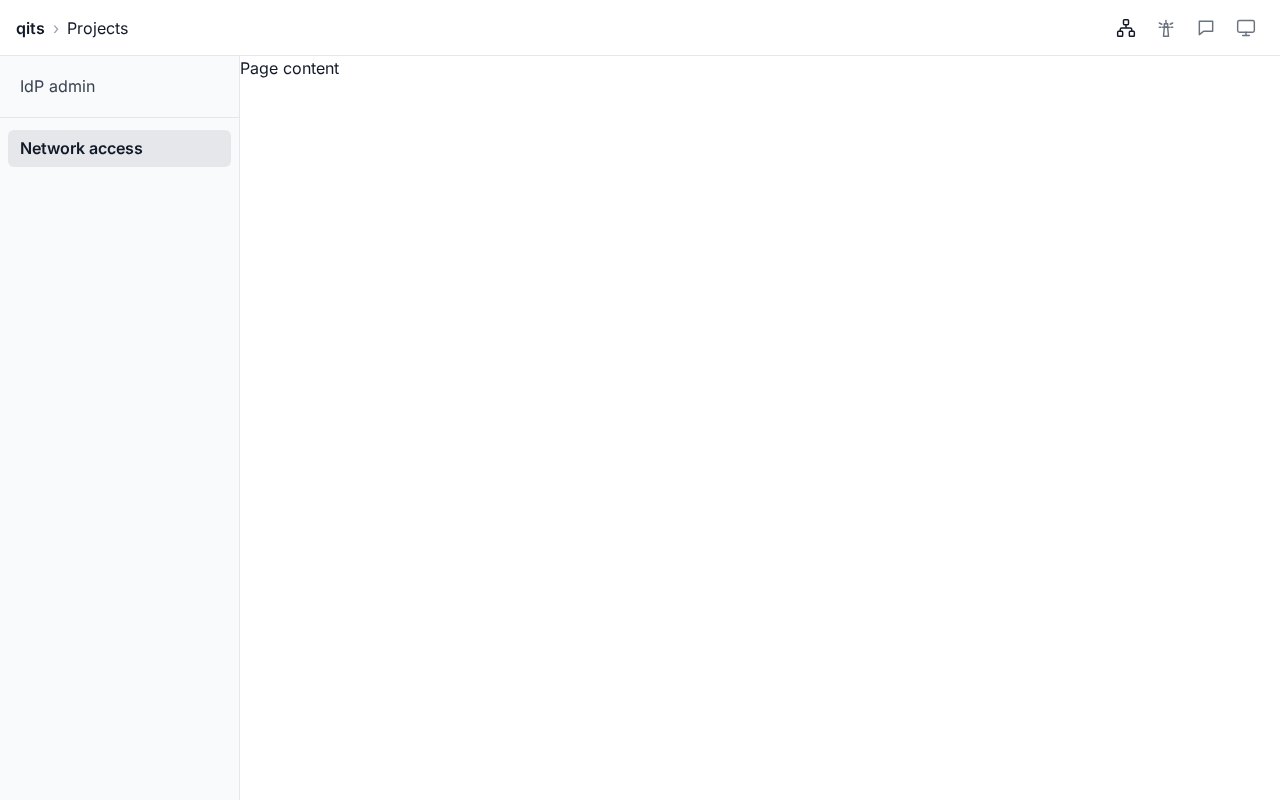 qits › Projects
IdP admin
Network access
Page content